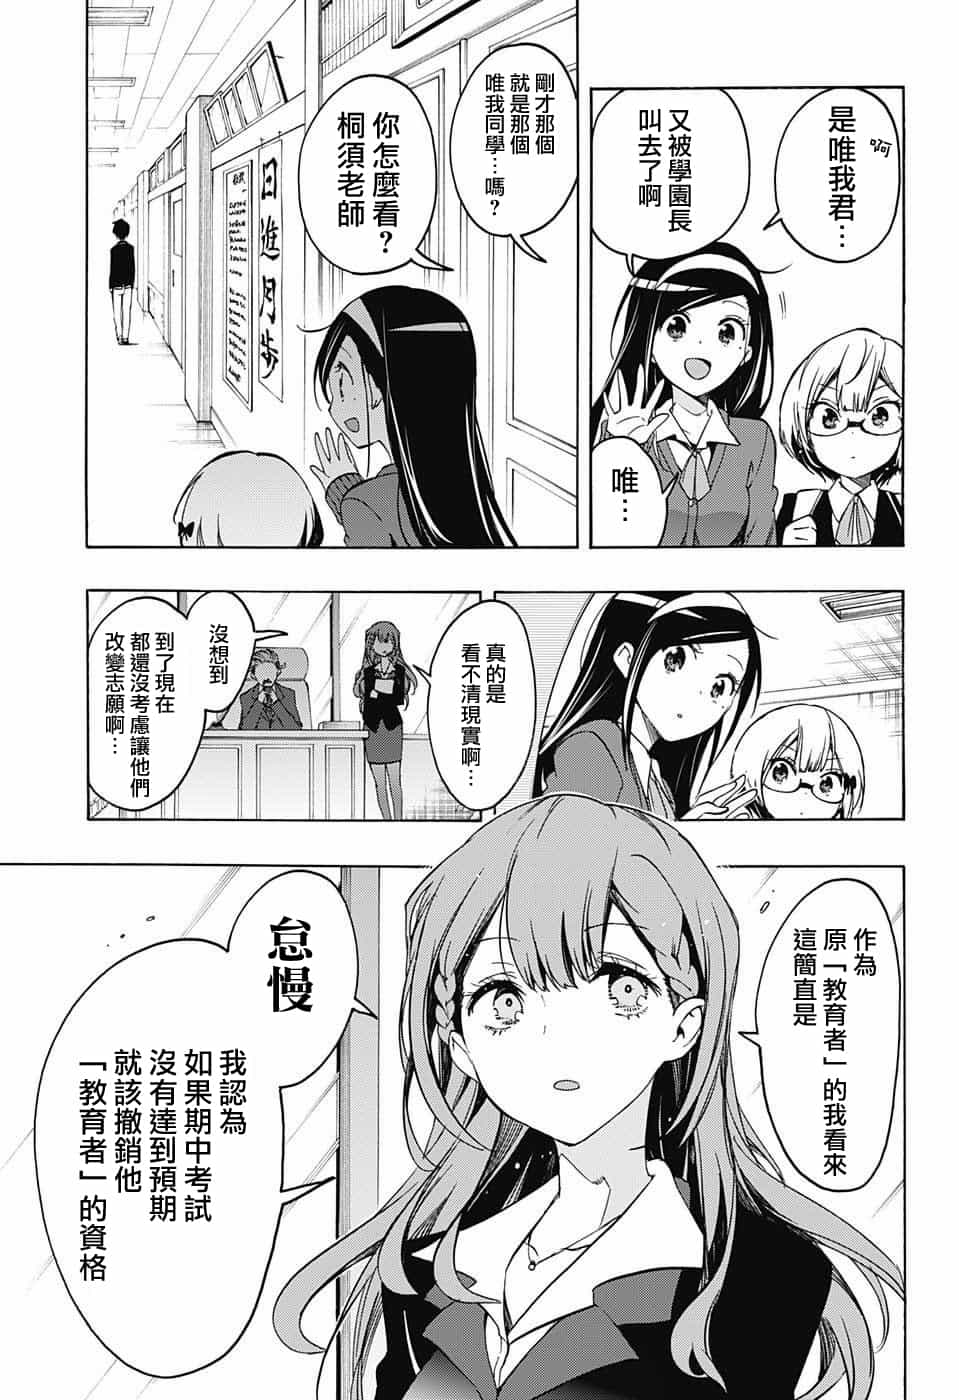 是唯我君…
啊
又被學園長
叫去了啊
唯…
剛才那個
就是那個
唯我同學…嗎?
你怎麼看?
桐須老師
日進月步
真的是
看不清現實啊…
沒想到
到了現在
都還沒考慮讓他們
改變志願啊…
作為
原「教育者」的我看來
這簡直是
怠慢
我認為
如果期中考試
沒有達到預期
就該撤銷他
「教育者」的資格